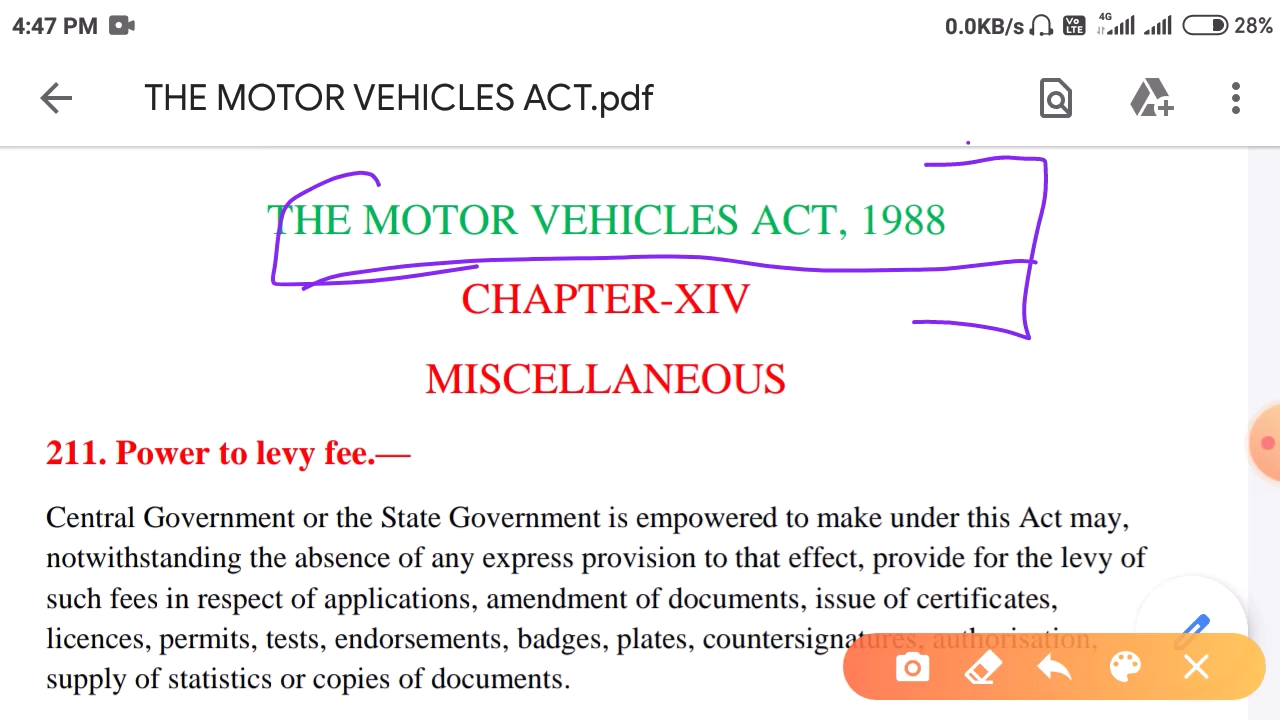 4:47 PM 0.0KB/s Vo LTE 4G 28%
THE MOTOR VEHICLES ACT.pdf
THE MOTOR VEHICLES ACT, 1988
CHAPTER-XIV
MISCELLANEOUS
211. Power to levy fee.—
Central Government or the State Government is empowered to make under this Act may,
notwithstanding the absence of any express provision to that effect, provide for the levy of
such fees in respect of applications, amendment of documents, issue of certificates,
licences, permits, tests, endorsements, badges, plates, countersignatures, authorisation,
supply of statistics or copies of documents.